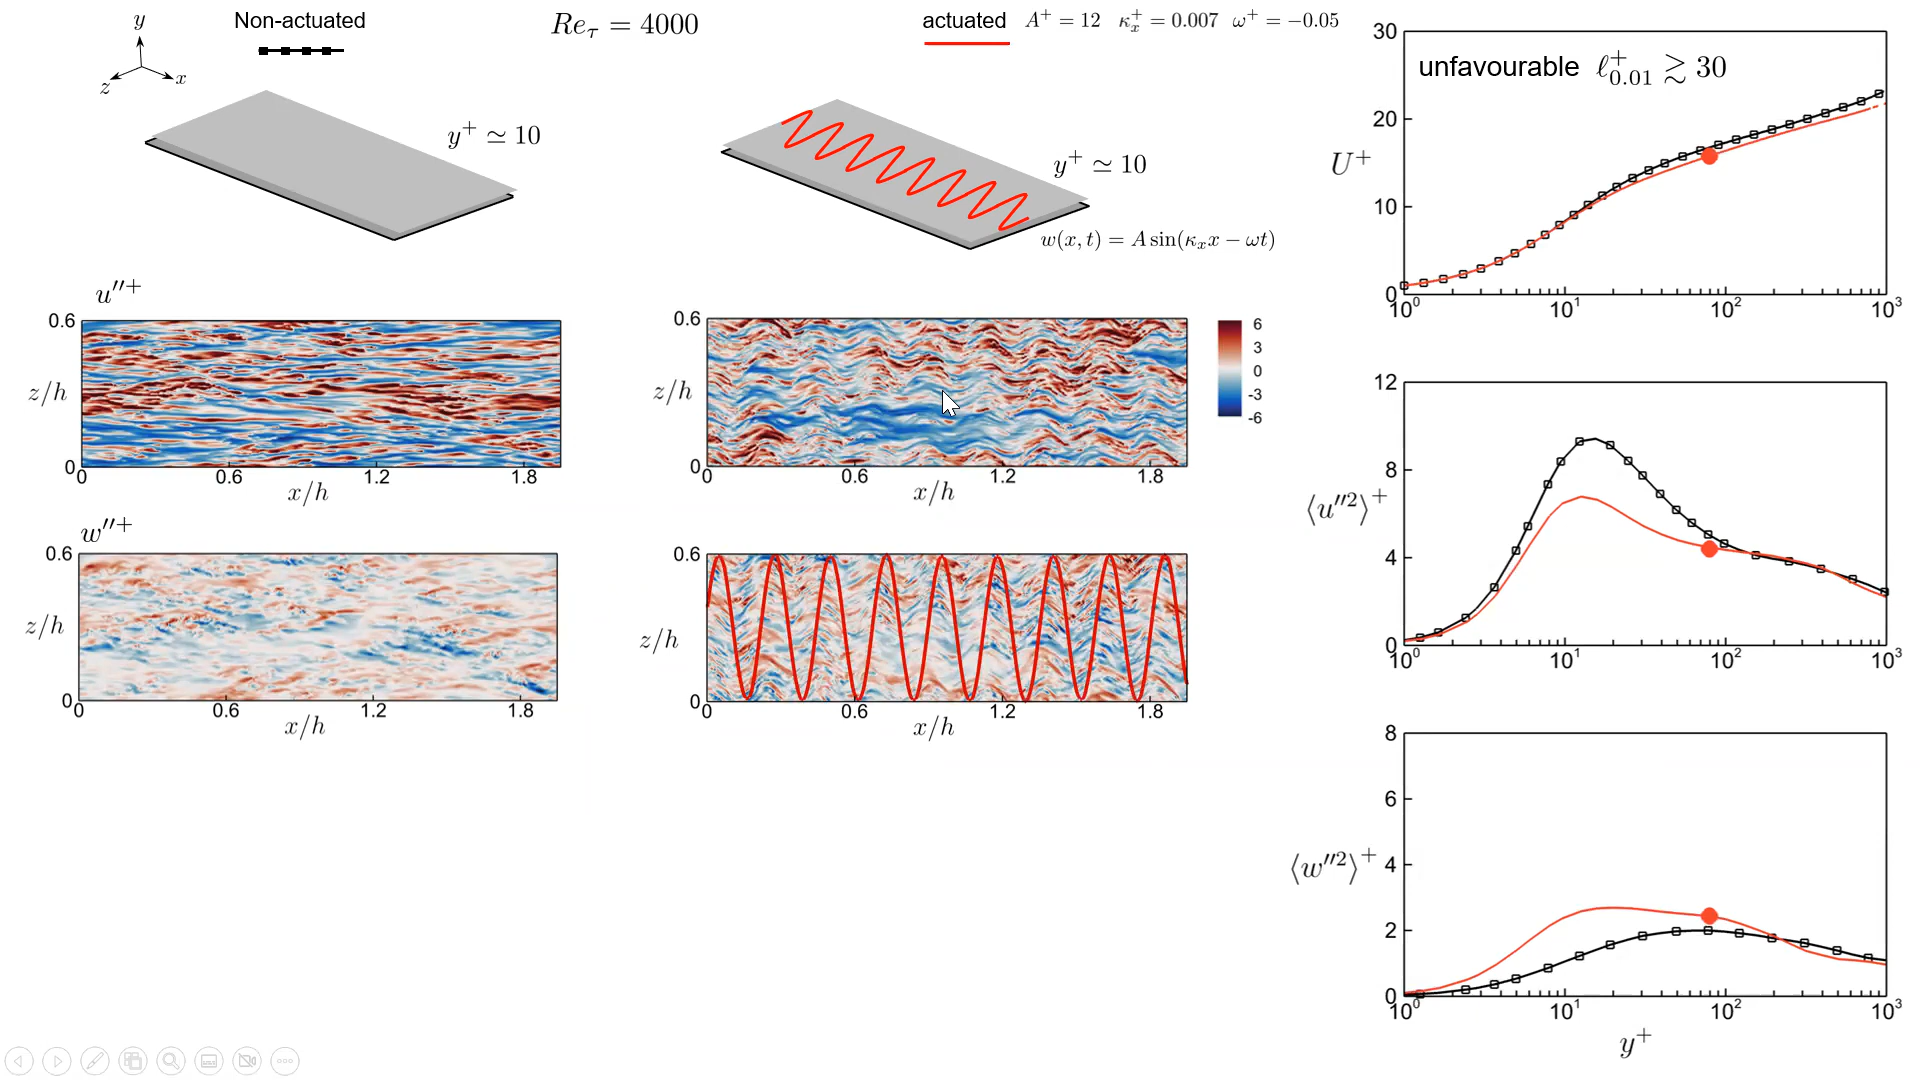 Non-actuated
Re_τ = 4000
actuated A⁺ = 12 κₓ⁺ = 0.007 ω⁺ = −0.05
y
z
x
y⁺ ≃ 10
y⁺ ≃ 10
w(x, t) = A sin(κₓx − ωt)
u′′⁺
0.6
z/h
0
0 0.6 1.2 1.8
x/h
0.6
z/h
0
0 0.6 1.2 1.8
x/h
6
3
0
-3
-6
w′′⁺
0.6
z/h
0
0 0.6 1.2 1.8
x/h
0.6
z/h
0
0 0.6 1.2 1.8
x/h
unfavourable ℓ⁺₀.₀₁ ≳ 30
30
20
U⁺
10
0
10⁰ 10¹ 10² 10³
12
8
⟨u′′²⟩⁺
4
0
10⁰ 10¹ 10² 10³
8
6
4
⟨w′′²⟩⁺
2
0
10⁰ 10¹ 10² 10³
y⁺